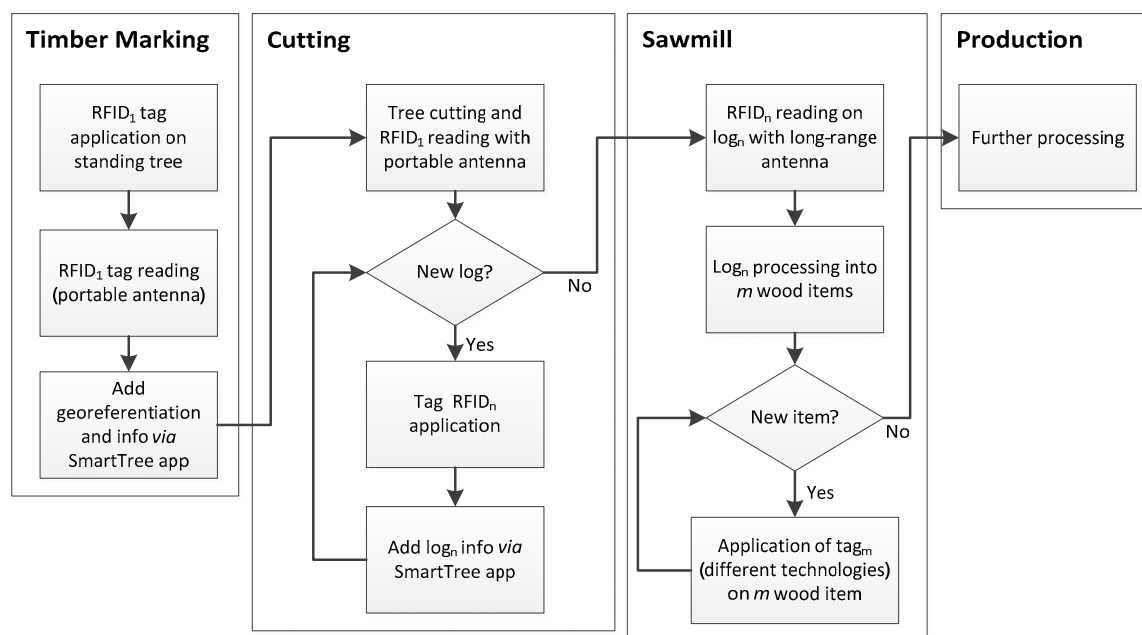 Timber Marking
RFID₁ tag
application on
standing tree
RFID₁ tag reading
(portable antenna)
Add
georeferentiation
and info via
SmartTree app
Cutting
Tree cutting and
RFID₁ reading with
portable antenna
New log?
No
Yes
Tag RFIDₙ
application
Add logₙ info via
SmartTree app
Sawmill
RFIDₙ reading on
logₙ with long-range
antenna
Logₙ processing into
m wood items
New item?
No
Yes
Application of tagₘ
(different technologies)
on m wood item
Production
Further processing